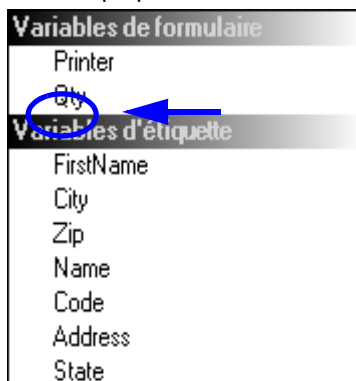 Variables de formulaire
Printer
Qty
Variables d'étiquette
FirstName
City
Zip
Name
Code
Address
State